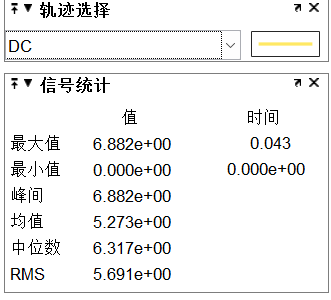 轨迹选择
DC
信号统计
值 时间
最大值 6.882e+00 0.043
最小值 0.000e+00 0.000e+00
峰间 6.882e+00
均值 5.273e+00
中位数 6.317e+00
RMS 5.691e+00